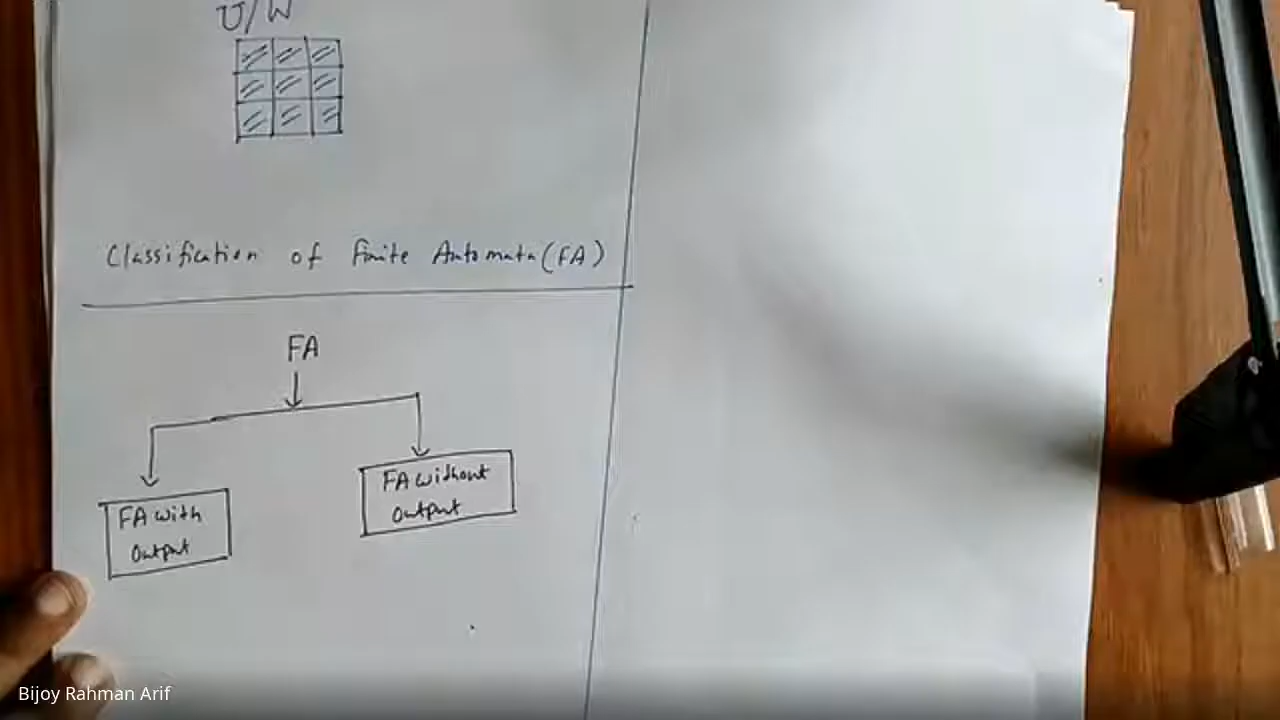 U/W
Classification of Finite Automata (FA)
FA
FA with
Output
FA without
Output
Bijoy Rahman Arif